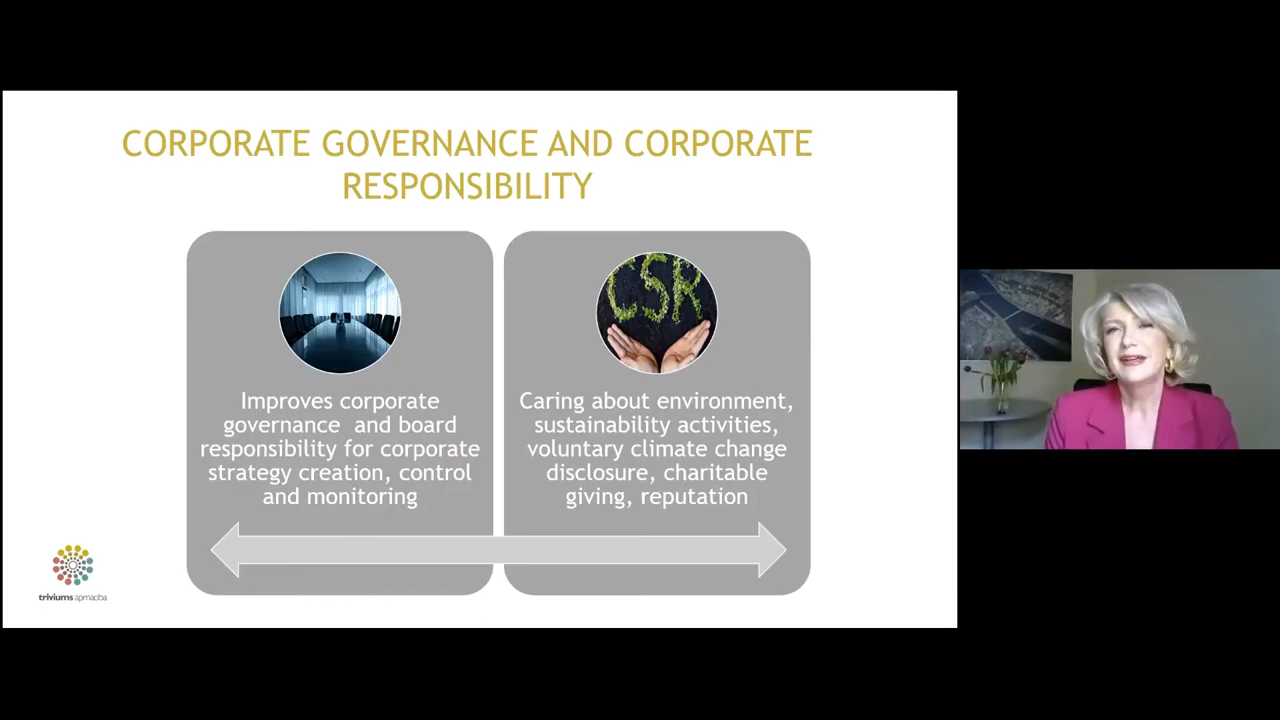 CORPORATE GOVERNANCE AND CORPORATE
RESPONSIBILITY
CSR
Improves corporate
governance and board
responsibility for corporate
strategy creation, control
and monitoring
Caring about environment,
sustainability activities,
voluntary climate change
disclosure, charitable
giving, reputation
triviums apmācība